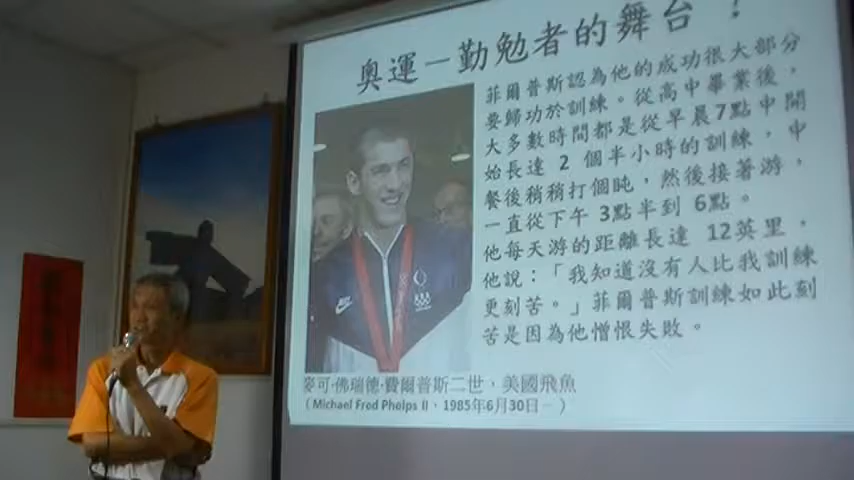 奧運－勤勉者的舞台！
菲爾普斯認為他的成功很大部分
要歸功於訓練。從高中畢業後，
大多數時間都是從早晨7點中開
始長達 2 個半小時的訓練，中
餐後稍稍打個盹，然後接著游，
一直從下午 3點半到 6點。
他每天游的距離長達 12英里，
他說：「我知道沒有人比我訓練
更刻苦。」菲爾普斯訓練如此刻
苦是因為他憎恨失敗。
麥可·佛瑞德·費爾普斯二世，美國飛魚
（Michael Fred Phelps II，1985年6月30日－）